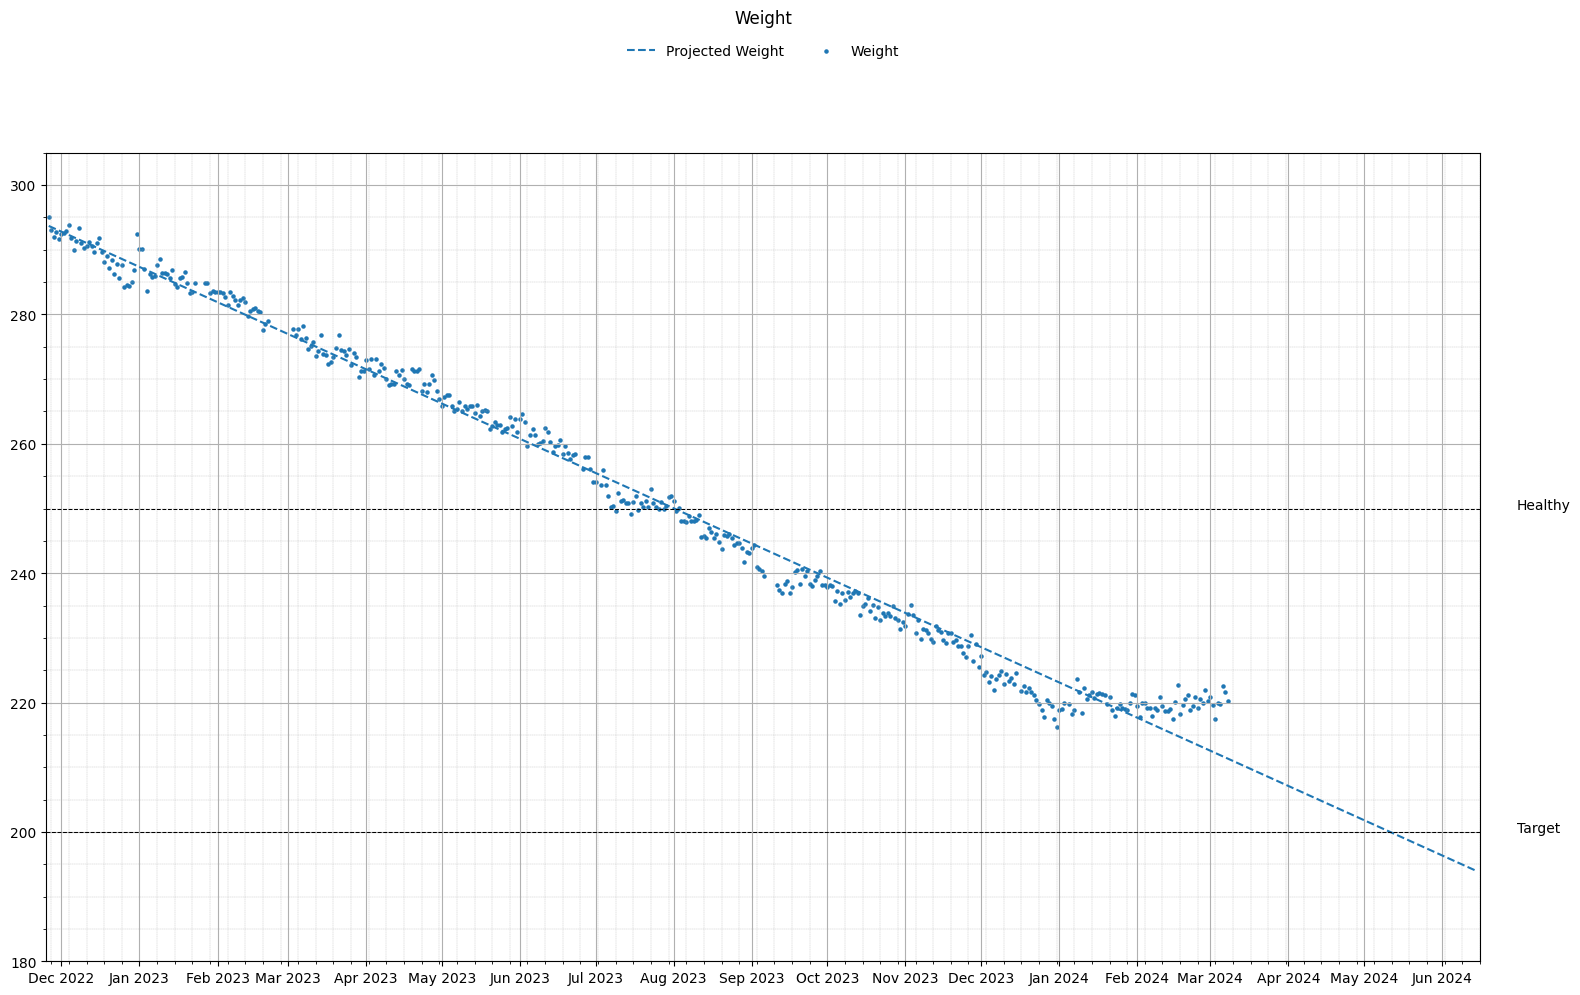 Weight
Projected Weight Weight
300
280
260
Healthy
240
220
200
Target
180
Dec 2022 Jan 2023 Feb 2023 Mar 2023 Apr 2023 May 2023 Jun 2023 Jul 2023 Aug 2023 Sep 2023 Oct 2023 Nov 2023 Dec 2023 Jan 2024 Feb 2024 Mar 2024 Apr 2024 May 2024 Jun 2024